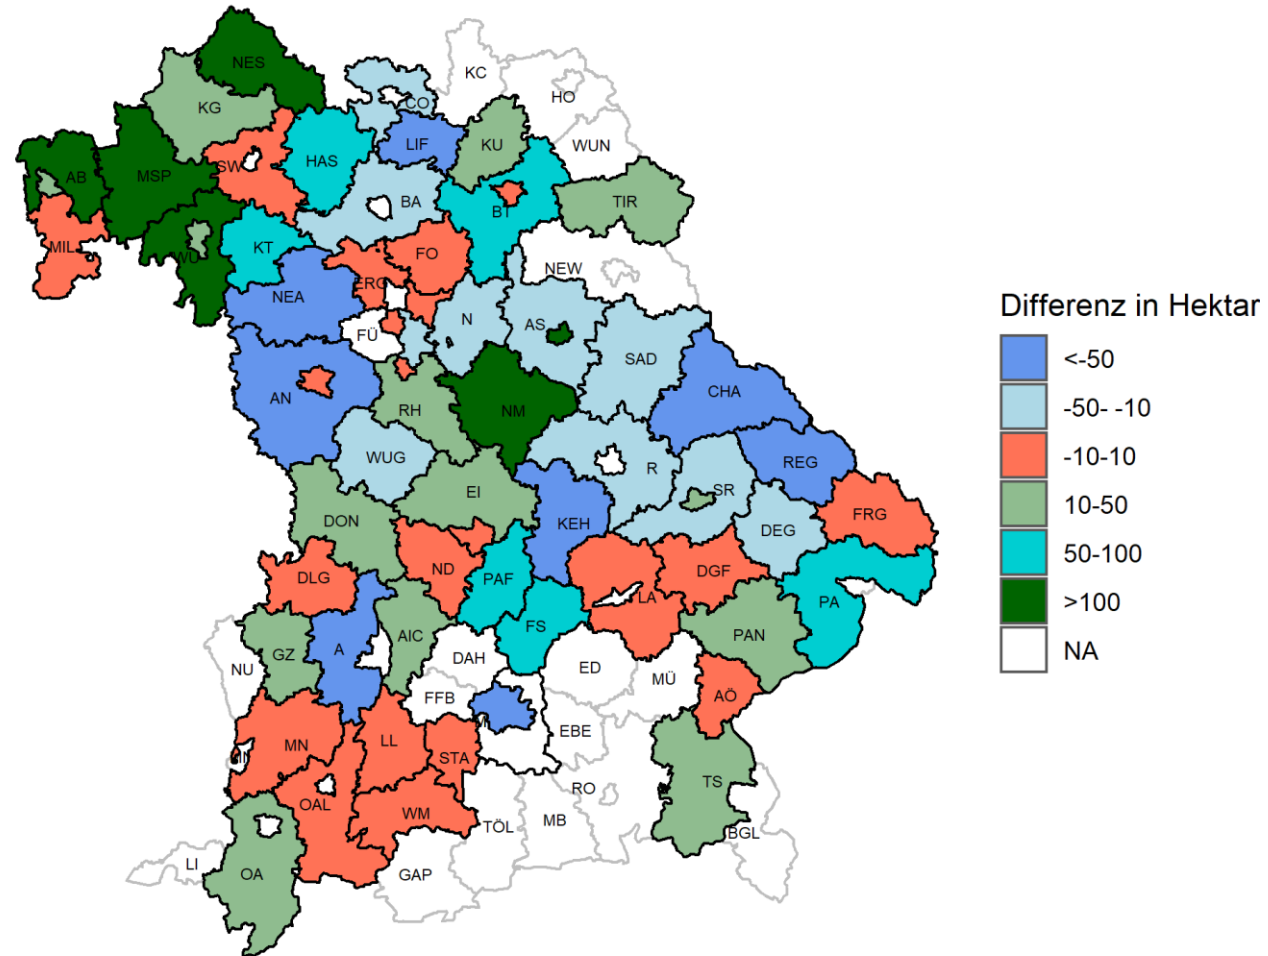 NES
KC
KG
CO
HO
LIF
KU
WUN
HAS
SW
AB
MSP
BA
BT
TIR
MIL
WÜ
KT
FO
NEW
ERC
NEA
FÜ
N
AS
SAD
AN
RH
NM
CHA
WUG
R
REG
EI
SR
DON
KEH
DEG
FRG
DLG
ND
PAF
DGF
LA
PA
AIC
FS
PAN
A
GZ
DAH
NU
FFB
ED
MÜ
AÖ
M
EBE
MN
LL
STA
TS
RO
OAL
WM
TÖL
MB
BGL
LI
OA
GAP
Differenz in Hektar
<-50
-50- -10
-10-10
10-50
50-100
>100
NA